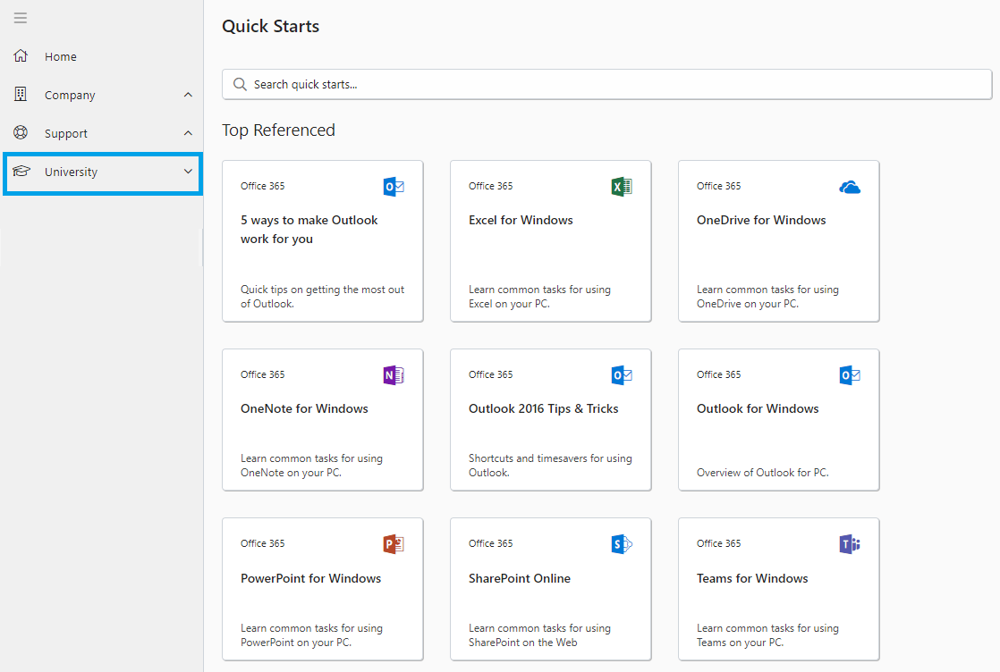 Home
Company
Support
University
Quick Starts
Search quick starts...
Top Referenced
Office 365
5 ways to make Outlook
work for you
Quick tips on getting the most out
of Outlook.
Office 365
Excel for Windows
Learn common tasks for using
Excel on your PC.
Office 365
OneDrive for Windows
Learn common tasks for using
OneDrive on your PC.
Office 365
OneNote for Windows
Learn common tasks for using
OneNote on your PC.
Office 365
Outlook 2016 Tips & Tricks
Shortcuts and timesavers for using
Outlook.
Office 365
Outlook for Windows
Overview of Outlook for PC.
Office 365
PowerPoint for Windows
Learn common tasks for using
PowerPoint on your PC.
Office 365
SharePoint Online
Learn common tasks for using
SharePoint on the Web
Office 365
Teams for Windows
Learn common tasks for using
Teams on your PC.